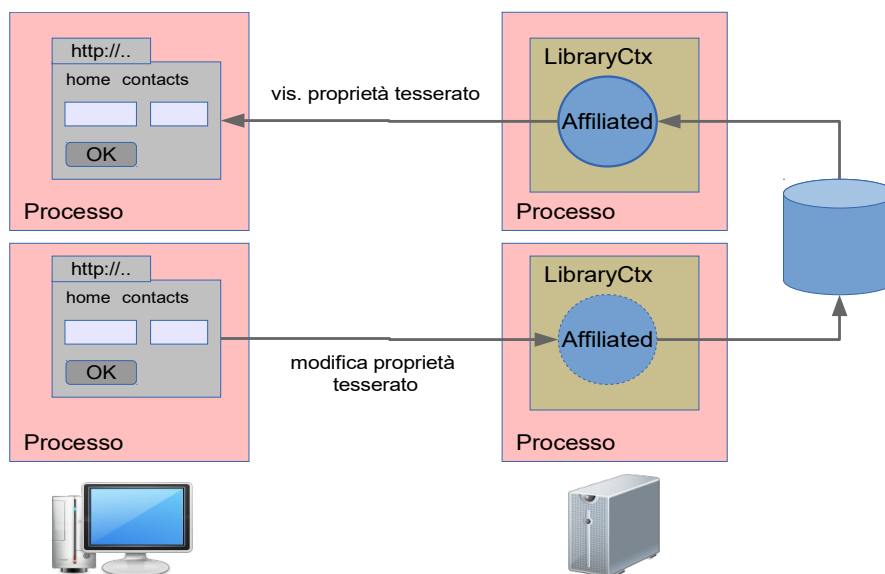 http://..
home contacts
OK
Processo
vis. proprietà tesserato
LibraryCtx
Affiliated
Processo
http://..
home contacts
OK
Processo
modifica proprietà
tesserato
LibraryCtx
Affiliated
Processo